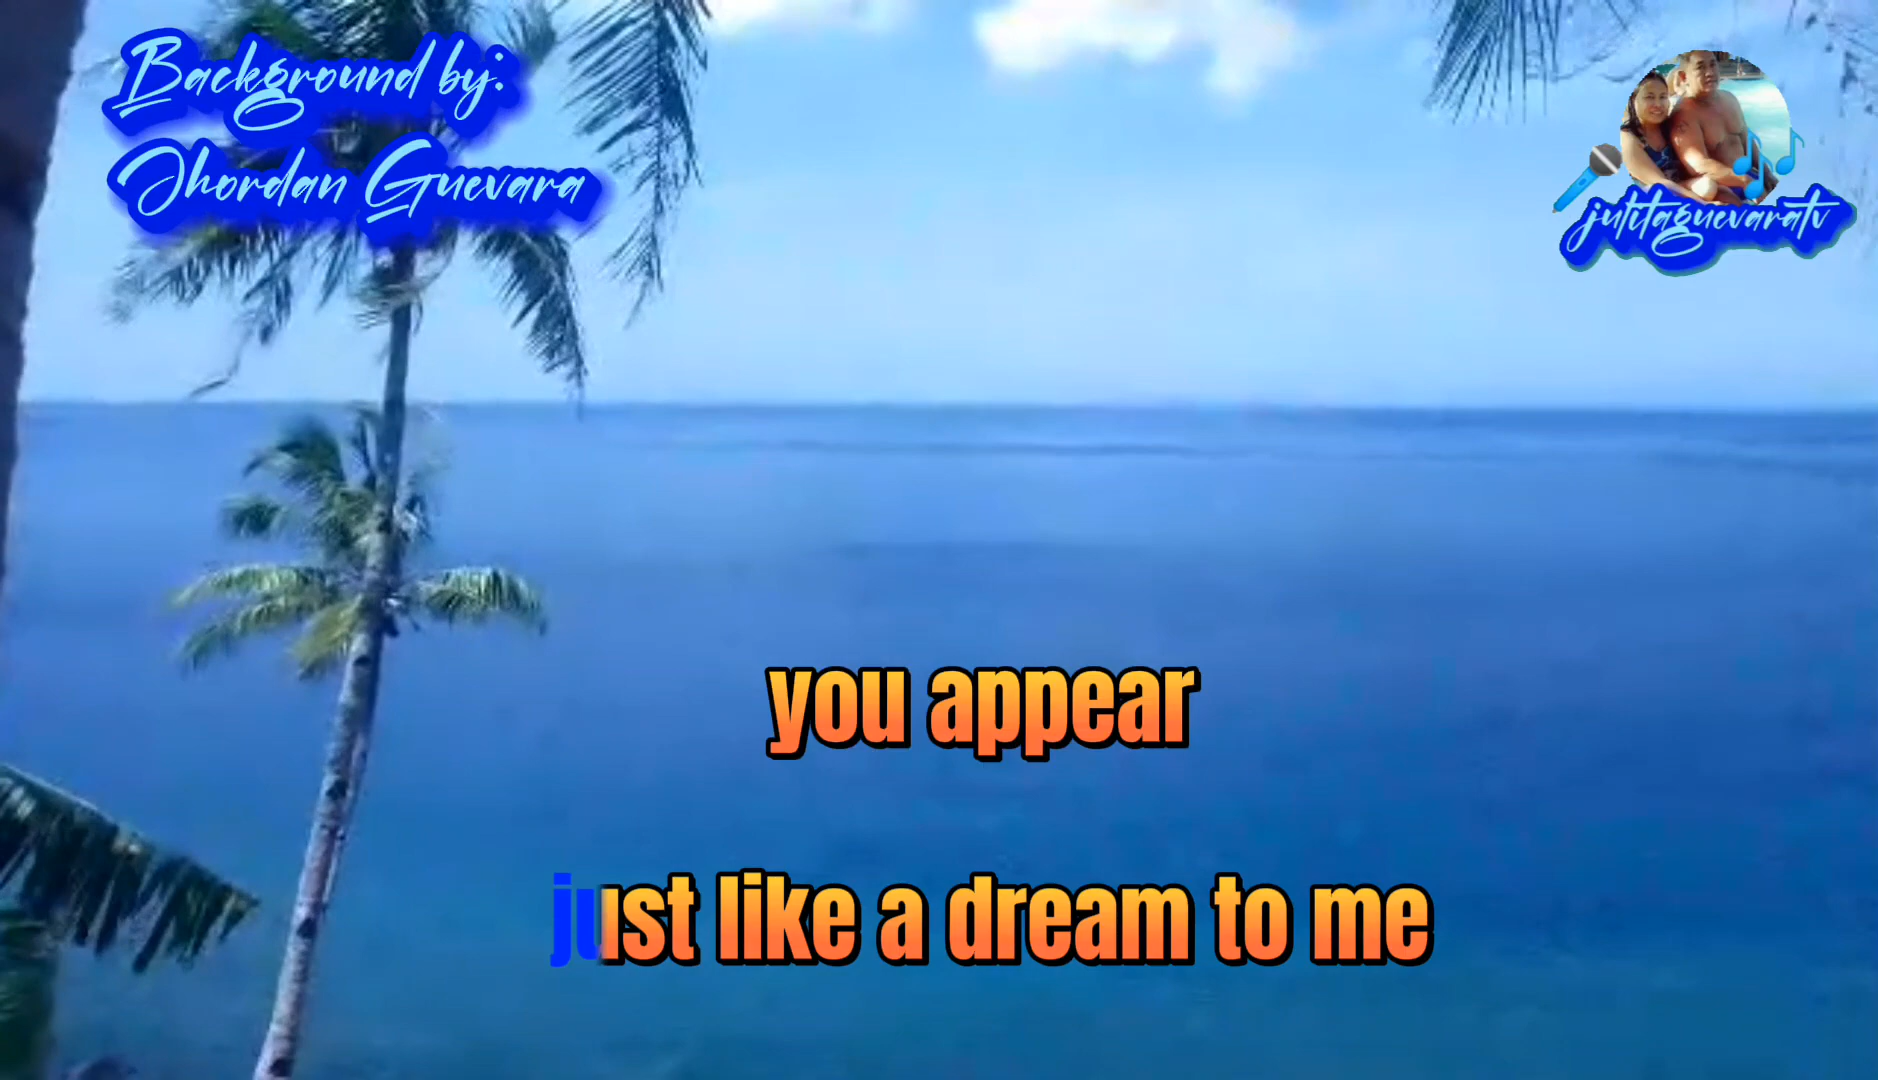 Background by:
Jhordan Guevara
julitaguevaratv
you appear
just like a dream to me